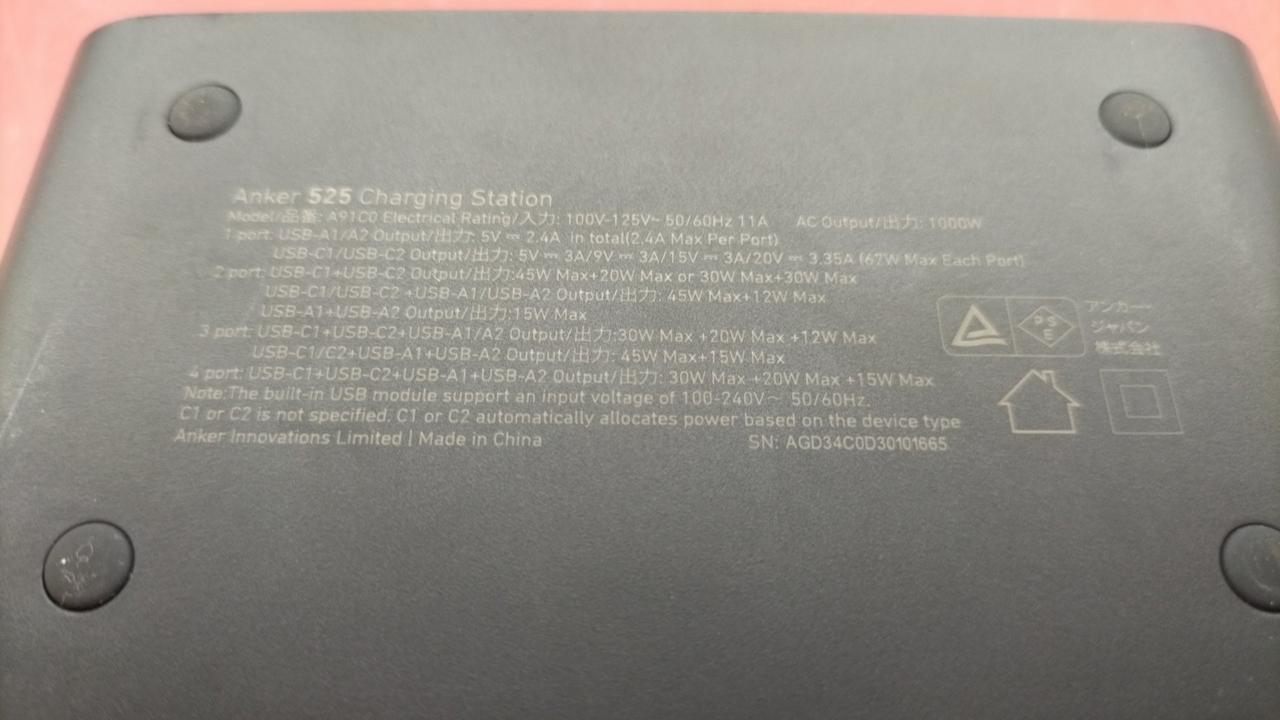 Anker 525 Charging Station
Model/品番: A91C0 Electrical Rating/入力: 100V-125V~ 50/60Hz 11A AC Output/出力: 1000W
1 port: USB-A1/A2 Output/出力: 5V⎓2.4A in total(2.4A Max Per Port)
USB-C1/USB-C2 Output/出力: 5V⎓3A/9V⎓3A/15V⎓3A/20V⎓3.35A (67W Max Each Port)
2 port: USB-C1+USB-C2 Output/出力:45W Max+20W Max or 30W Max+30W Max
USB-C1/USB-C2 +USB-A1/USB-A2 Output/出力: 45W Max+12W Max
USB-A1+USB-A2 Output/出力:15W Max
3 port: USB-C1+USB-C2+USB-A1/A2 Output/出力:30W Max +20W Max +12W Max
USB-C1/C2+USB-A1+USB-A2 Output/出力: 45W Max+15W Max
4 port: USB-C1+USB-C2+USB-A1+USB-A2 Output/出力: 30W Max +20W Max +15W Max
Note:The built-in USB module support an input voltage of 100-240V~ 50/60Hz.
C1 or C2 is not specified. C1 or C2 automatically allocates power based on the device type
Anker Innovations Limited | Made in China SN: AGD34C0D30101665
PSE
アンカー
ジャパン
株式会社